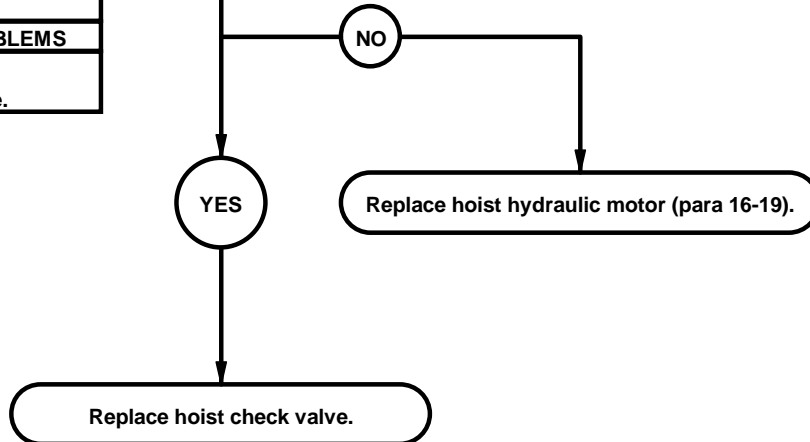 BLEMS
e.
NO
YES
Replace hoist hydraulic motor (para 16-19).
Replace hoist check valve.